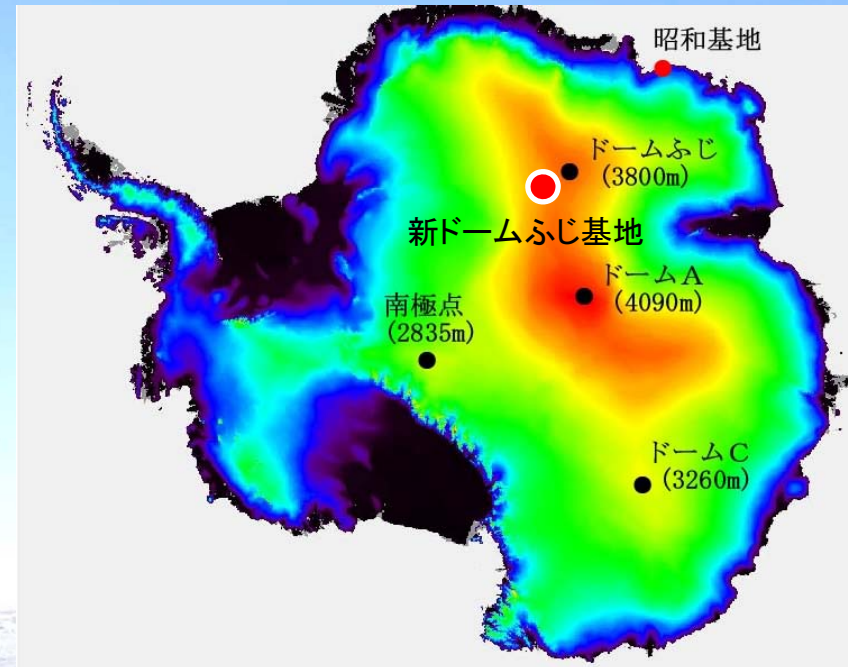 昭和基地
ドームふじ
(3800m)
新ドームふじ基地
ドームA
(4090m)
南極点
(2835m)
ドームC
(3260m)